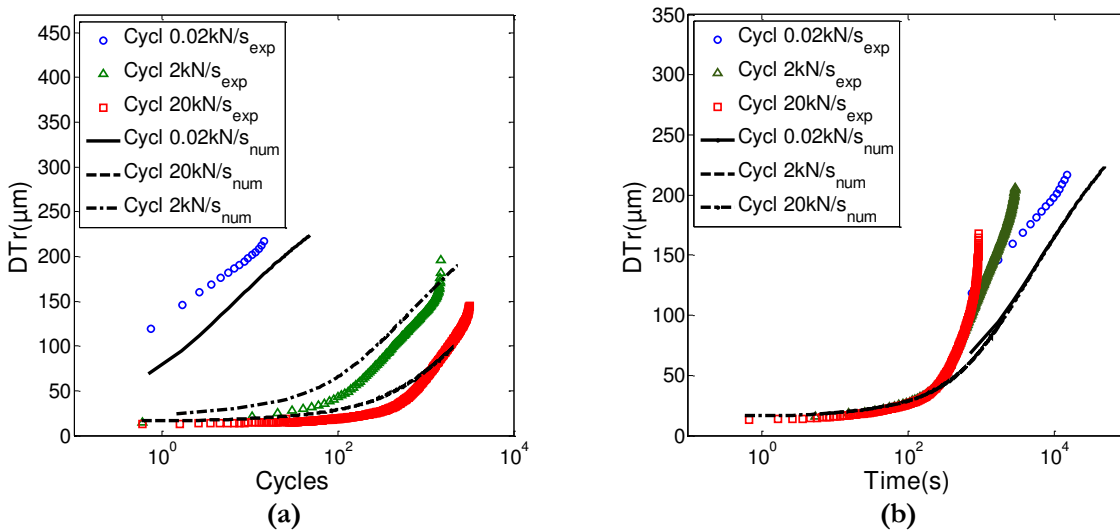 450
400
350
300
250
200
150
100
50
0
DTr(μm)
10^0
10^2
10^4
Cycles
Cycl 0.02kN/s_exp
Cycl 2kN/s_exp
Cycl 20kN/s_exp
Cycl 0.02kN/s_num
Cycl 20kN/s_num
Cycl 2kN/s_num
(a)
350
300
250
200
150
100
50
0
DTr(μm)
10^0
10^2
10^4
Time(s)
Cycl 0.02kN/s_exp
Cycl 2kN/s_exp
Cycl 20kN/s_exp
Cycl 0.02kN/s_num
Cycl 2kN/s_num
Cycl 20kN/s_num
(b)